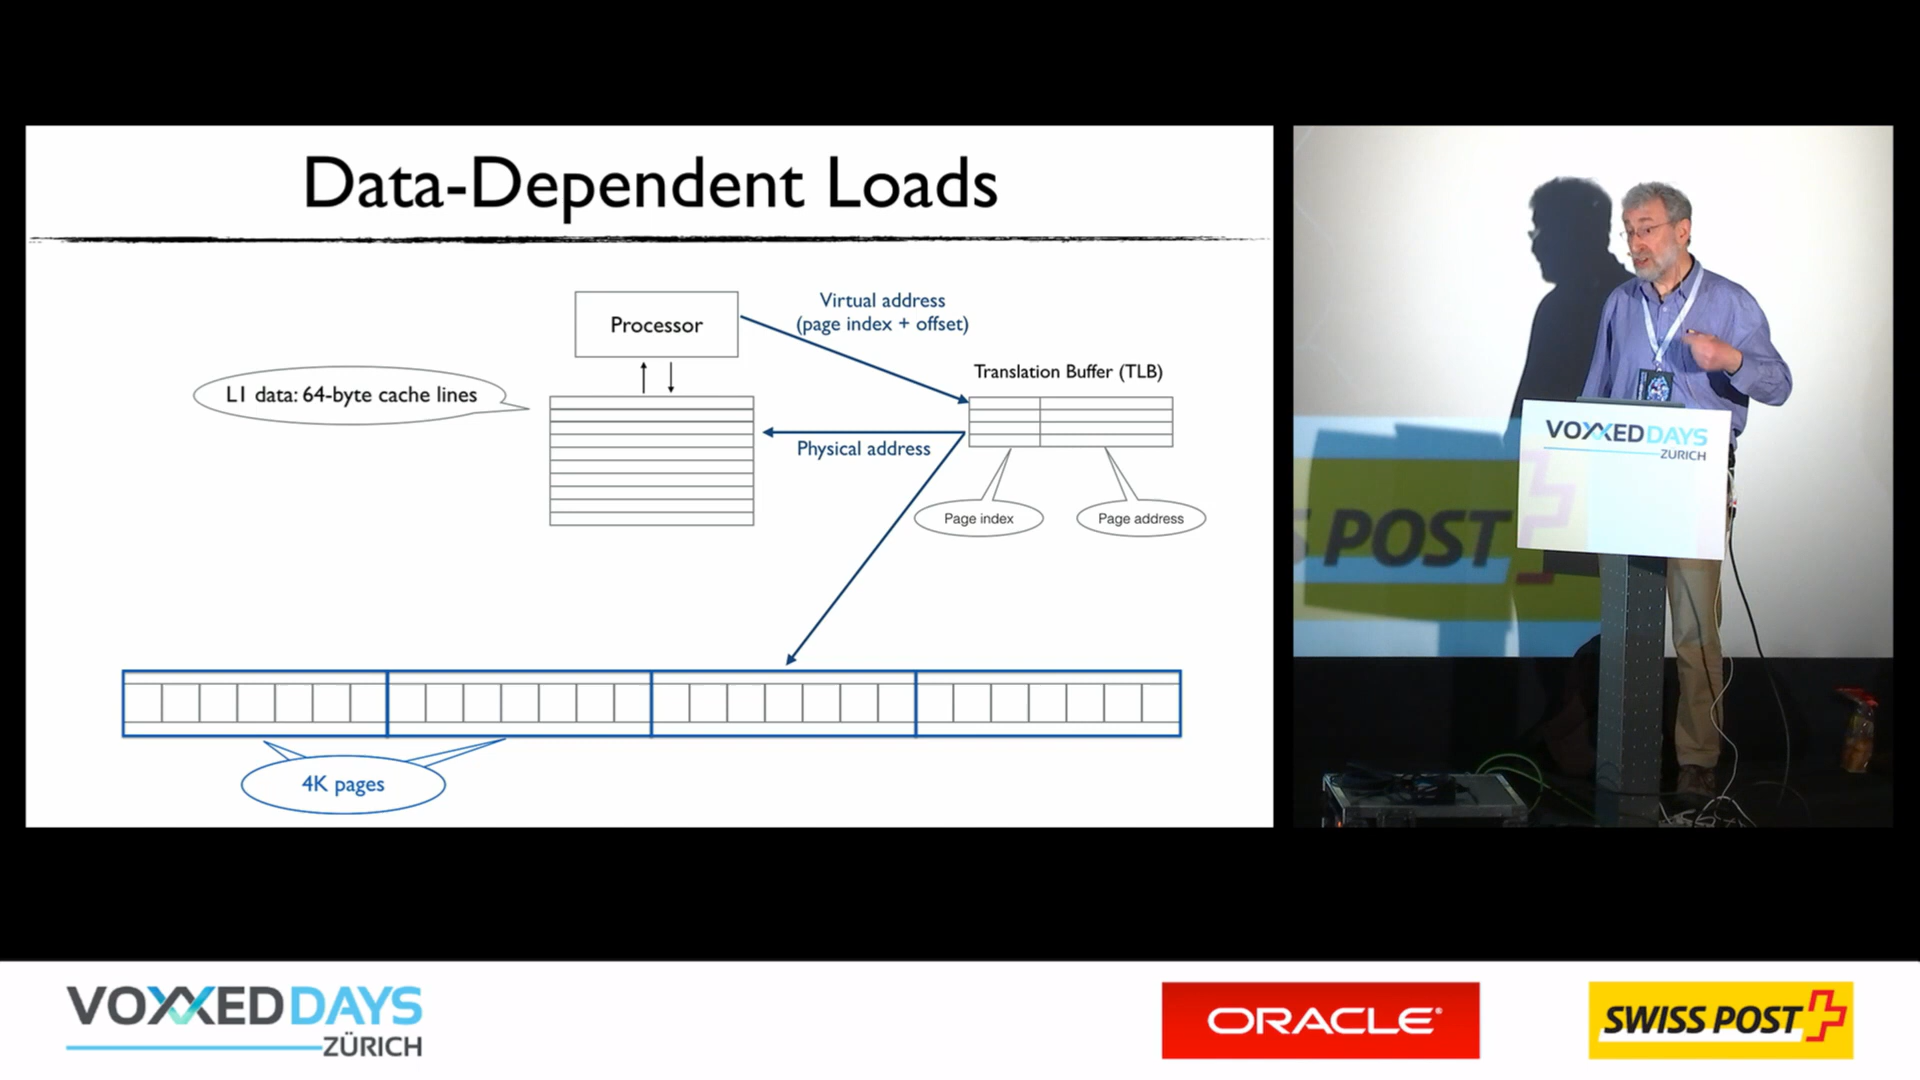 Data-Dependent Loads
Processor
Virtual address
(page index + offset)
Translation Buffer (TLB)
L1 data: 64-byte cache lines
Physical address
Page index
Page address
4K pages
VOXXED DAYS
ZÜRICH
POST
VOXXED DAYS
ZÜRICH
ORACLE®
SWISS POST